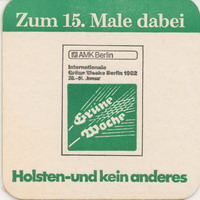 Zum 15. Male dabei
AMK Berlin
Internationale
Grüne Woche Berlin 1982
22.-31. Januar
Grüne
Woche
Holsten-und kein anderes